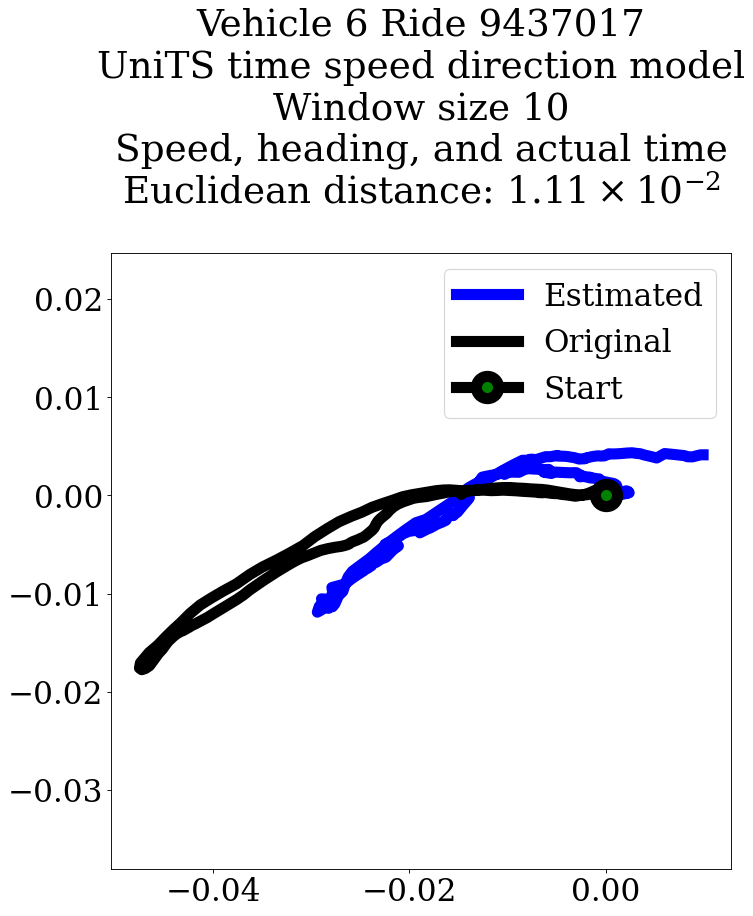 Vehicle 6 Ride 9437017
UniTS time speed direction model
Window size 10
Speed, heading, and actual time
Euclidean distance: 1.11 × 10⁻²
Estimated
Original
Start
0.02
0.01
0.00
−0.01
−0.02
−0.03
−0.04
−0.02
0.00